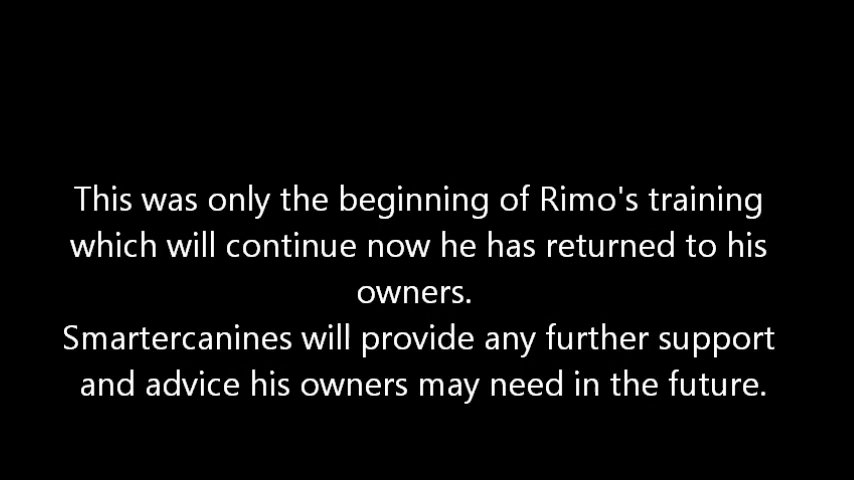 This was only the beginning of Rimo's training
which will continue now he has returned to his
owners.
Smartercanines will provide any further support
and advice his owners may need in the future.